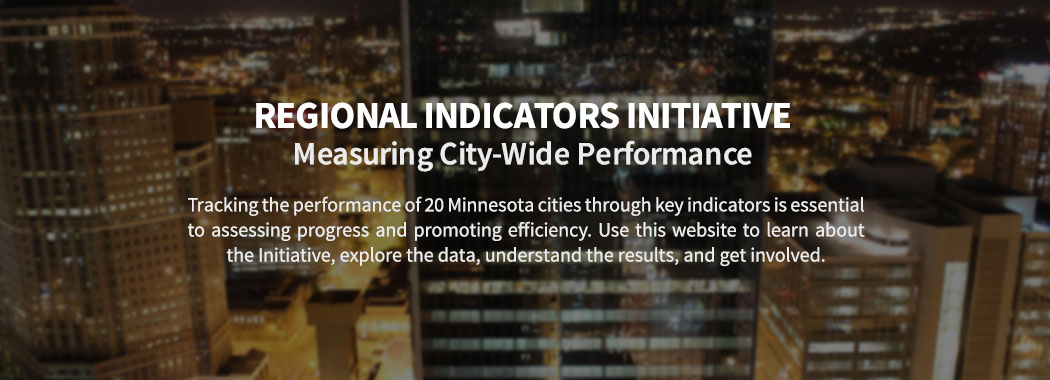 REGIONAL INDICATORS INITIATIVE
Measuring City-Wide Performance
Tracking the performance of 20 Minnesota cities through key indicators is essential
to assessing progress and promoting efficiency. Use this website to learn about
the Initiative, explore the data, understand the results, and get involved.